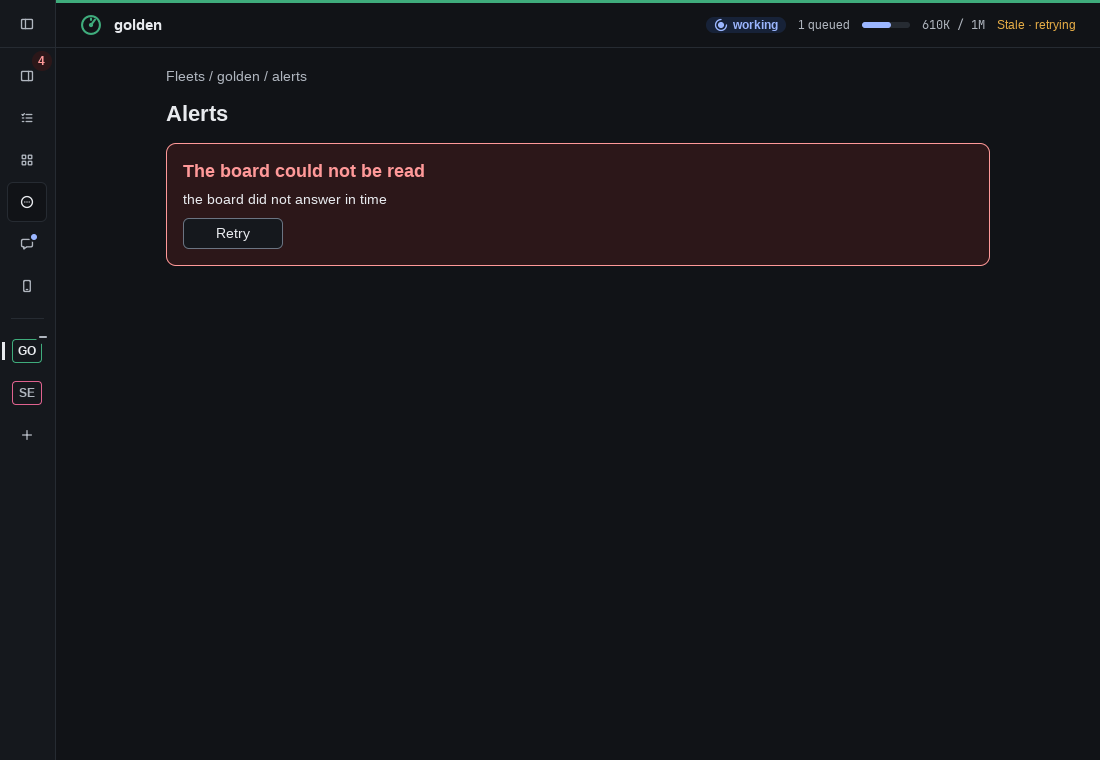 golden
working
1 queued
610K / 1M
Stale · retrying
4
Fleets / golden / alerts
Alerts
The board could not be read
the board did not answer in time
Retry
GO
SE